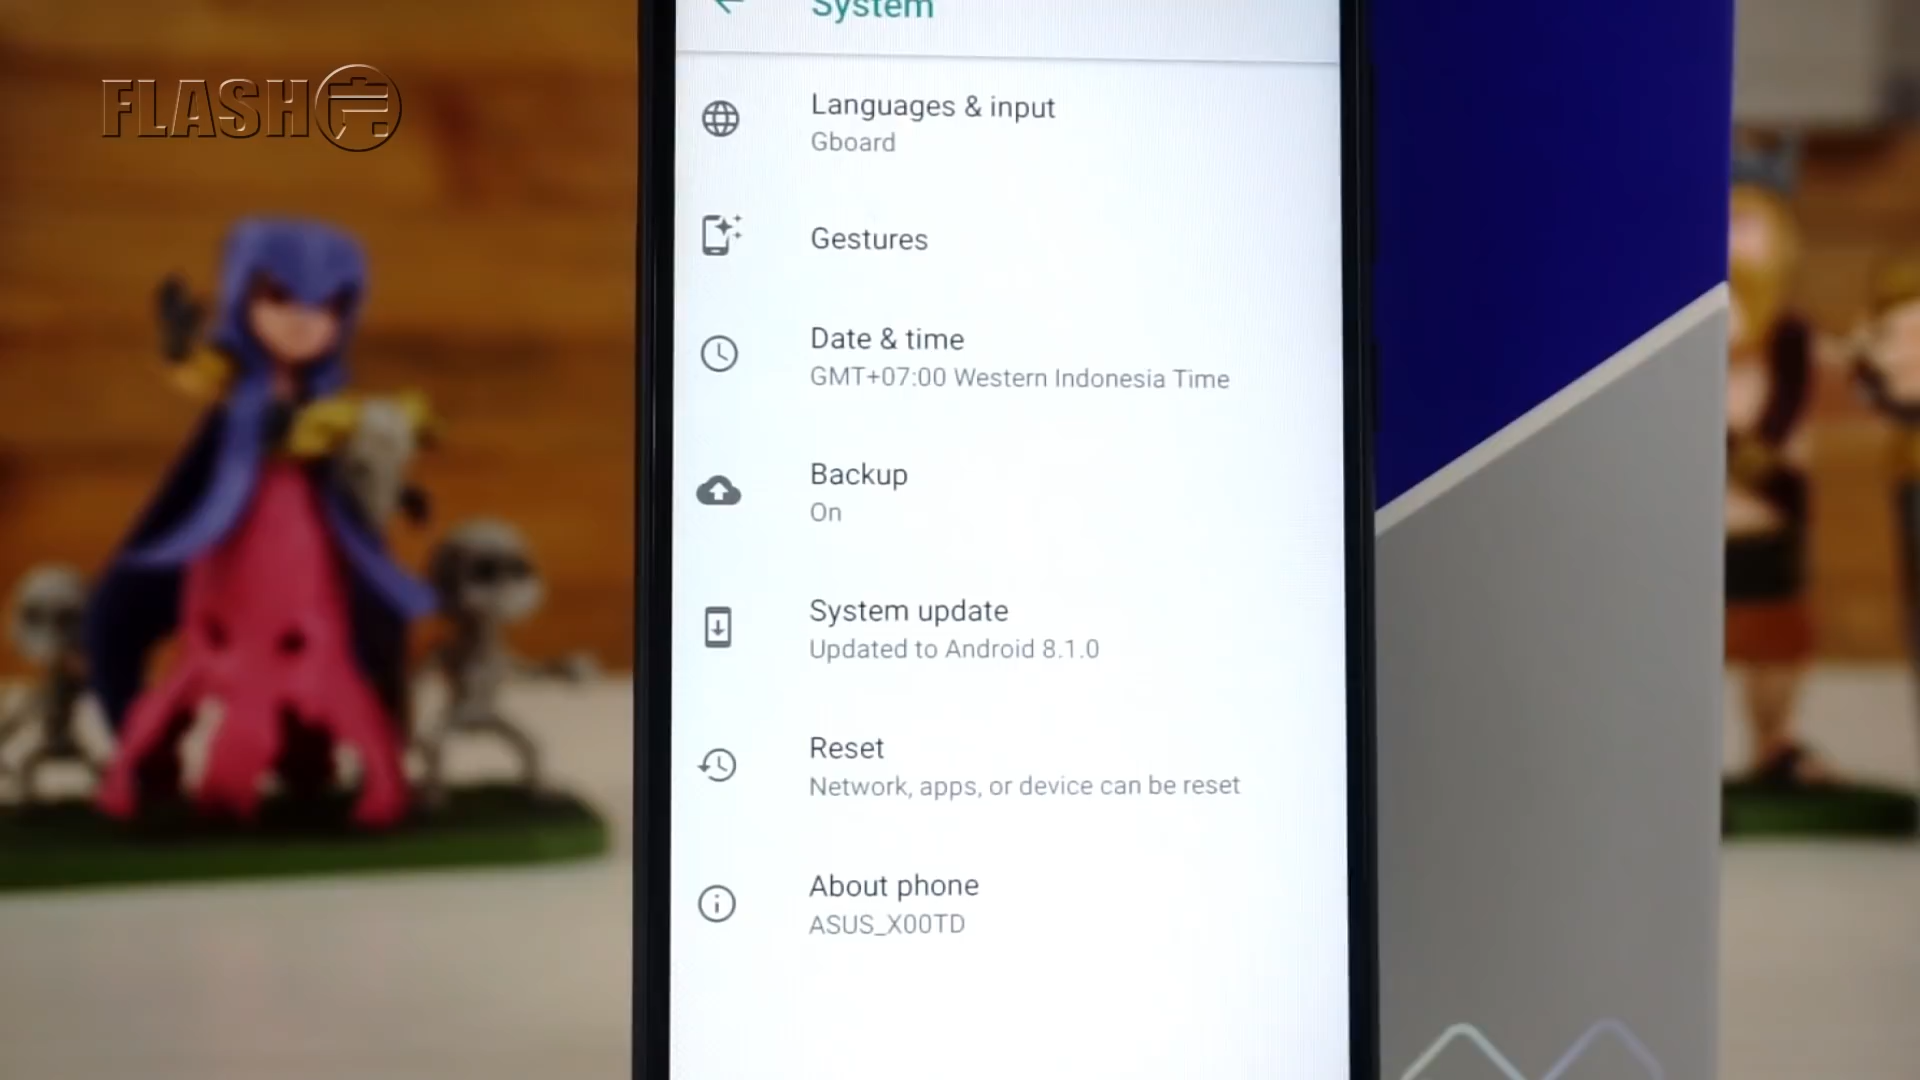 System
FLASH
Languages & input
Gboard
Gestures
Date & time
GMT+07:00 Western Indonesia Time
Backup
On
System update
Updated to Android 8.1.0
Reset
Network, apps, or device can be reset
About phone
ASUS_X00TD